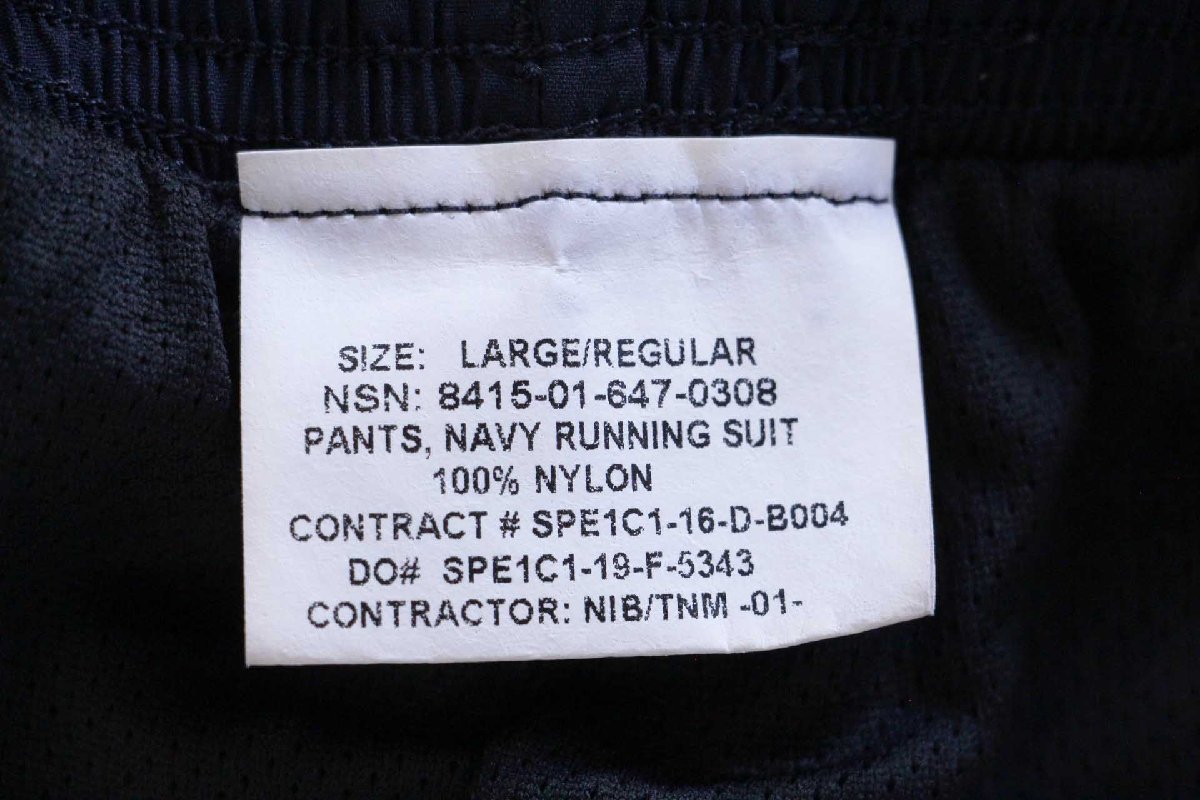 SIZE: LARGE/REGULAR
NSN: 8415-01-647-0308
PANTS, NAVY RUNNING SUIT
100% NYLON
CONTRACT # SPE1C1-16-D-B004
DO# SPE1C1-19-F-5343
CONTRACTOR: NIB/TNM -01-